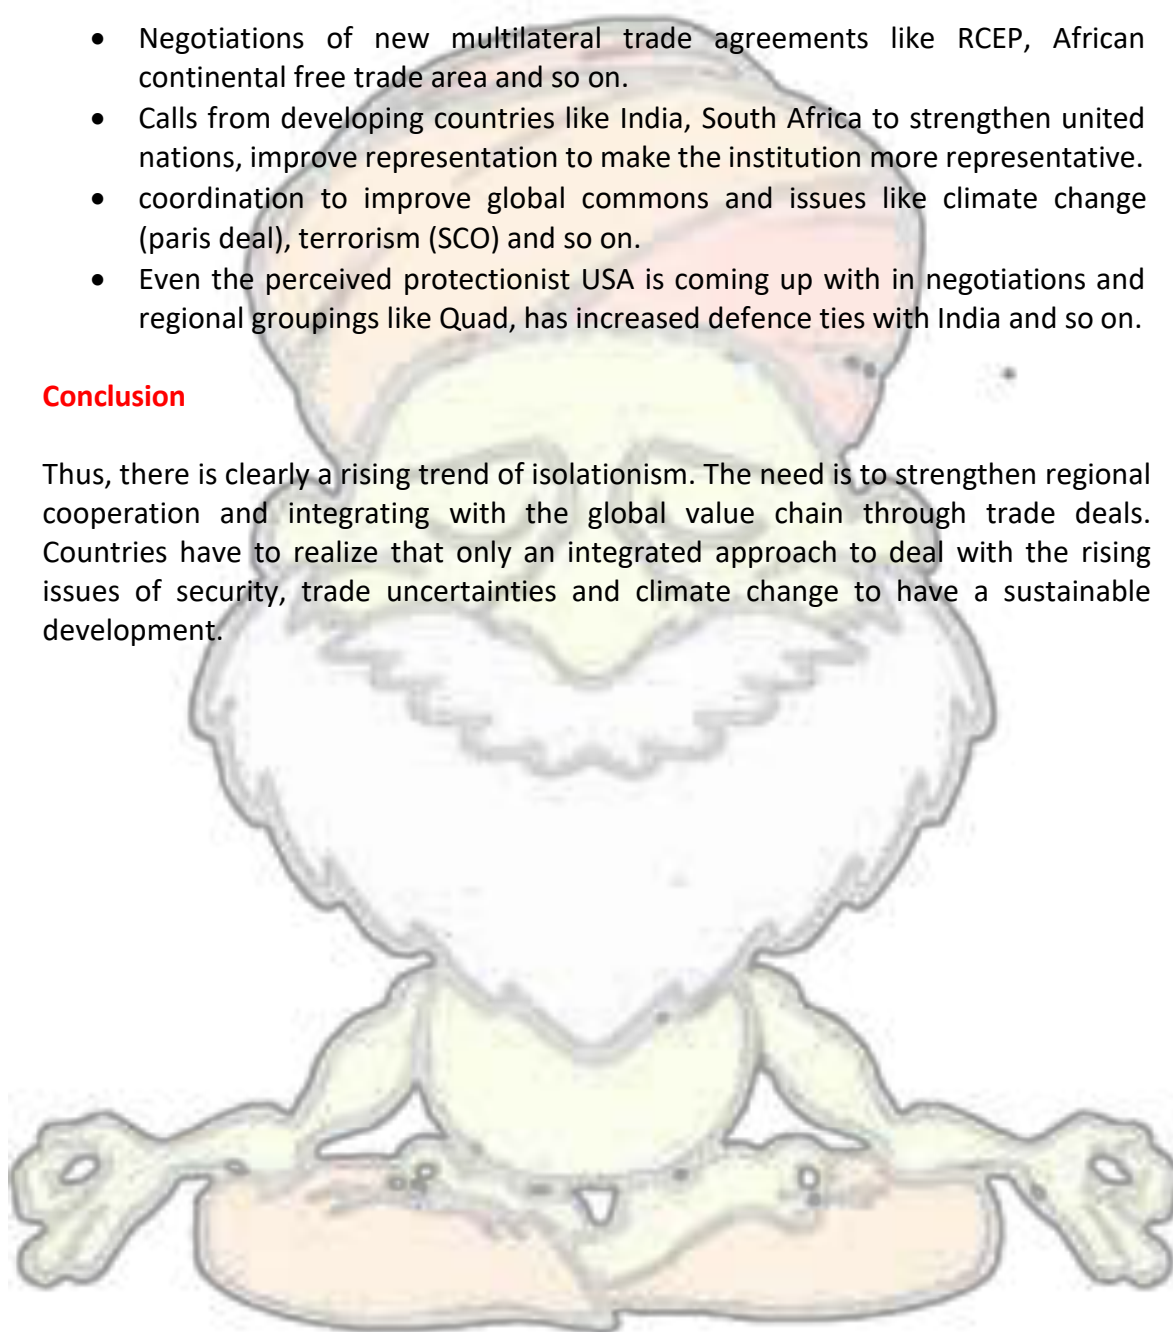 • Negotiations of new multilateral trade agreements like RCEP, African
continental free trade area and so on.
• Calls from developing countries like India, South Africa to strengthen united
nations, improve representation to make the institution more representative.
• coordination to improve global commons and issues like climate change
(paris deal), terrorism (SCO) and so on.
• Even the perceived protectionist USA is coming up with in negotiations and
regional groupings like Quad, has increased defence ties with India and so on.
Conclusion
Thus, there is clearly a rising trend of isolationism. The need is to strengthen regional
cooperation and integrating with the global value chain through trade deals.
Countries have to realize that only an integrated approach to deal with the rising
issues of security, trade uncertainties and climate change to have a sustainable
development.